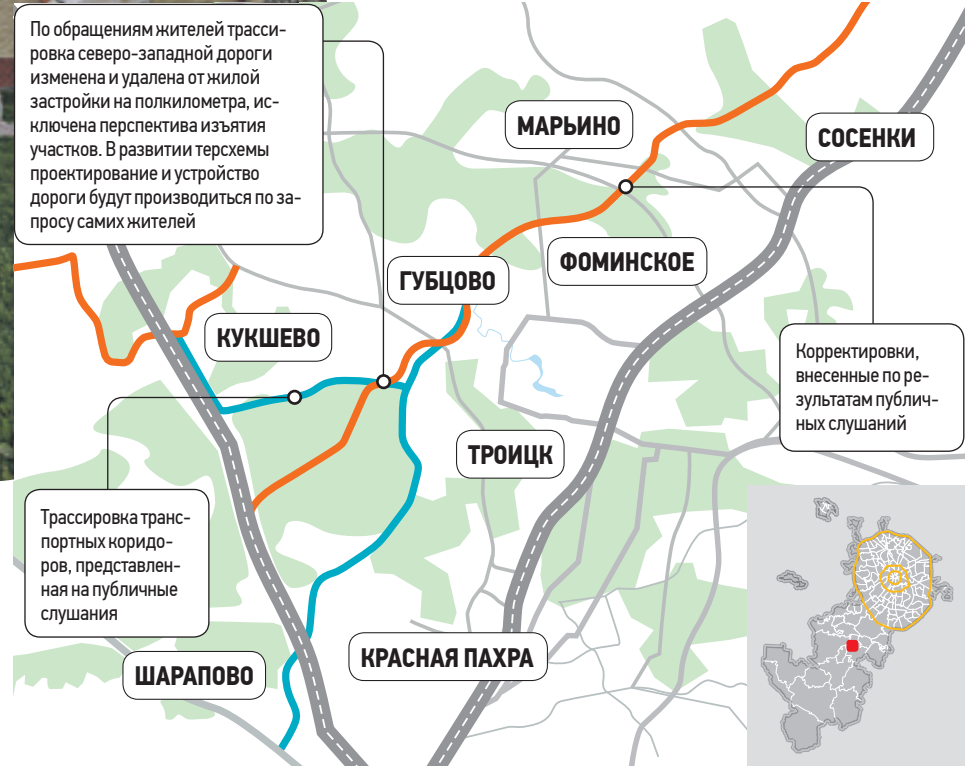 По обращениям жителей трасси-
ровка северо-западной дороги
изменена и удалена от жилой
застройки на полкилометра, ис-
ключена перспектива изъятия
участков. В развитии терсхемы
проектирование и устройство
дороги будут производиться по за-
просу самих жителей
МАРЬИНО
СОСЕНКИ
ФОМИНСКОЕ
ГУБЦОВО
КУКШЕВО
Корректировки,
внесенные по ре-
зультатам публич-
ных слушаний
ТРОИЦК
Трассировка транс-
портных коридо-
ров, представлен-
ная на публичные
слушания
КРАСНАЯ ПАХРА
ШАРАПОВО